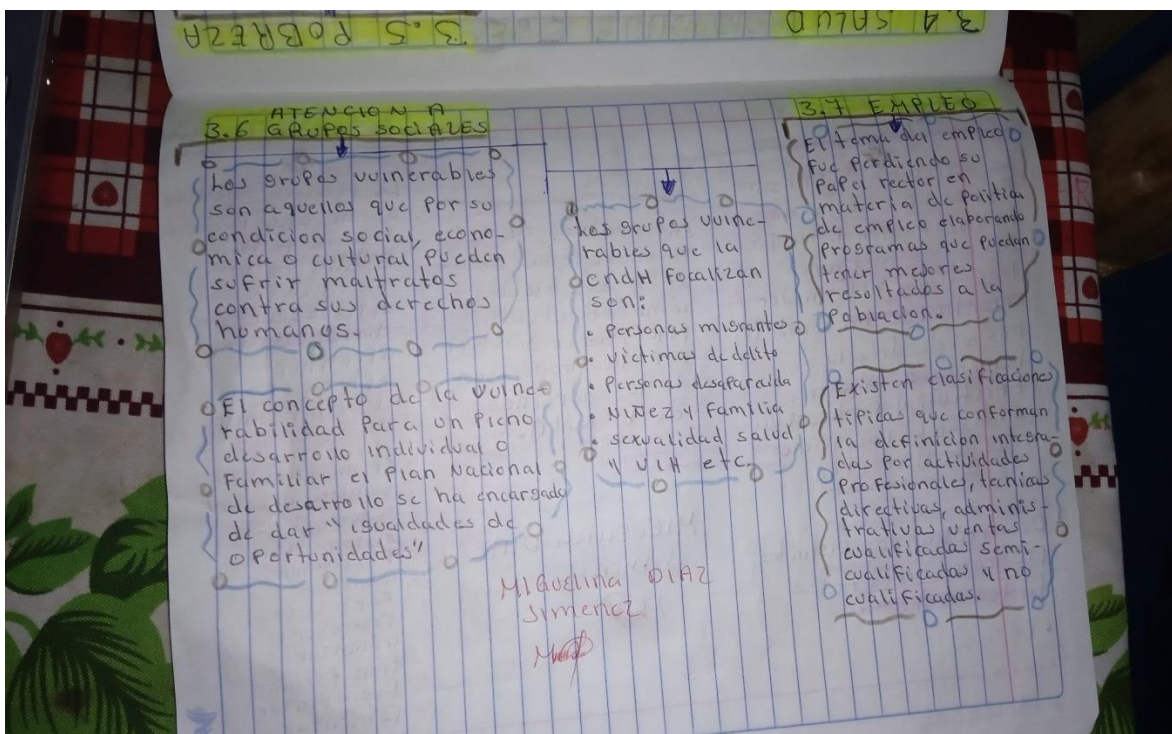 3.5 POBREZA
3.4 SALUD
3.6 ATENCION A
GRUPOS SOCIALES
Los grupos vulnerables
son aquellos que por su
condicion social, econo-
mica o cultural pueden
sufrir maltratos
contra sus derechos
humanos.
El concepto de la vulne
rabilidad Para un Pleno
desarrollo individual o
Familiar el Plan Nacional
de desarrollo se ha encargado
de dar "igualdades de
oportunidades"
Los grupos vulne-
rables que la
cndH Focalizan
son:
• Personas migrantes
• Victimas de delito
• Personas desaparaida
• NIÑEZ y Familia
• sexualidad salud
y VIH etc
3.7 EMPLEO
El tema del empleo
Fue perdiendo su
Papel rector en
materia de politica
de empleo elaborando
Programas que puedan
tener mejores
resultados a la
Poblacion.
Existen clasificaciones
tipicas que conforman
la definicion integra-
das por actividades
Profesionales, tecnicas
directivas, adminis-
trativas ventas
cualificadas semi-
cualificadas y no
cualificadas.
MIQUElINA DIAZ
JIMENEZ